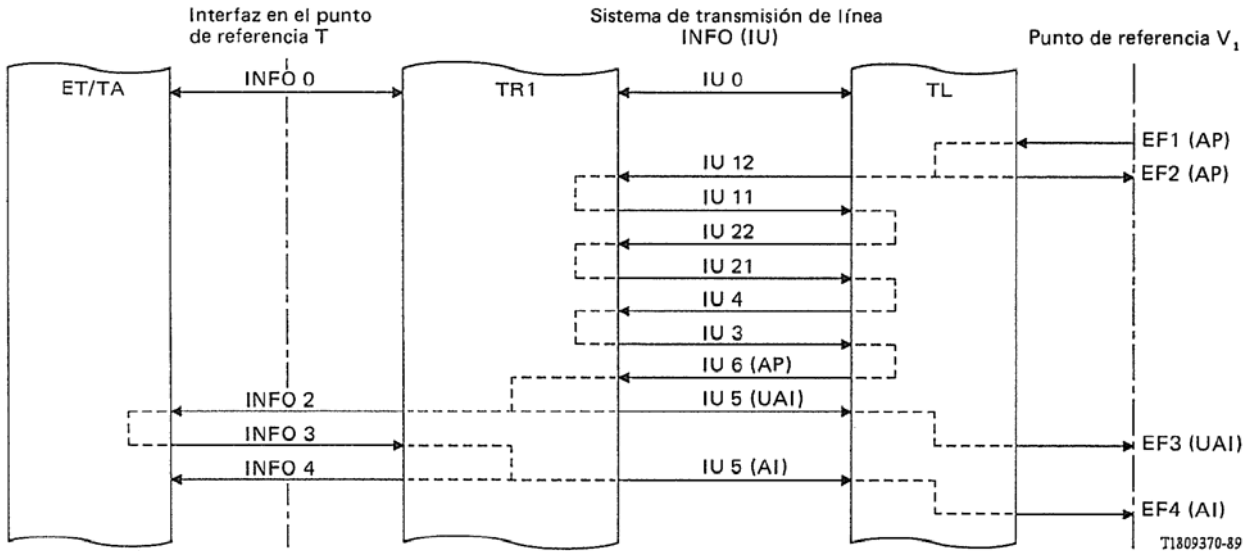 Interfaz en el punto
de referencia T
Sistema de transmisión de línea
INFO (IU)
Punto de referencia V₁
ET/TA
INFO 0
TR1
IU 0
TL
EF1 (AP)
IU 12
EF2 (AP)
IU 11
IU 22
IU 21
IU 4
IU 3
IU 6 (AP)
INFO 2
IU 5 (UAI)
INFO 3
EF3 (UAI)
INFO 4
IU 5 (AI)
EF4 (AI)
T1809370-89